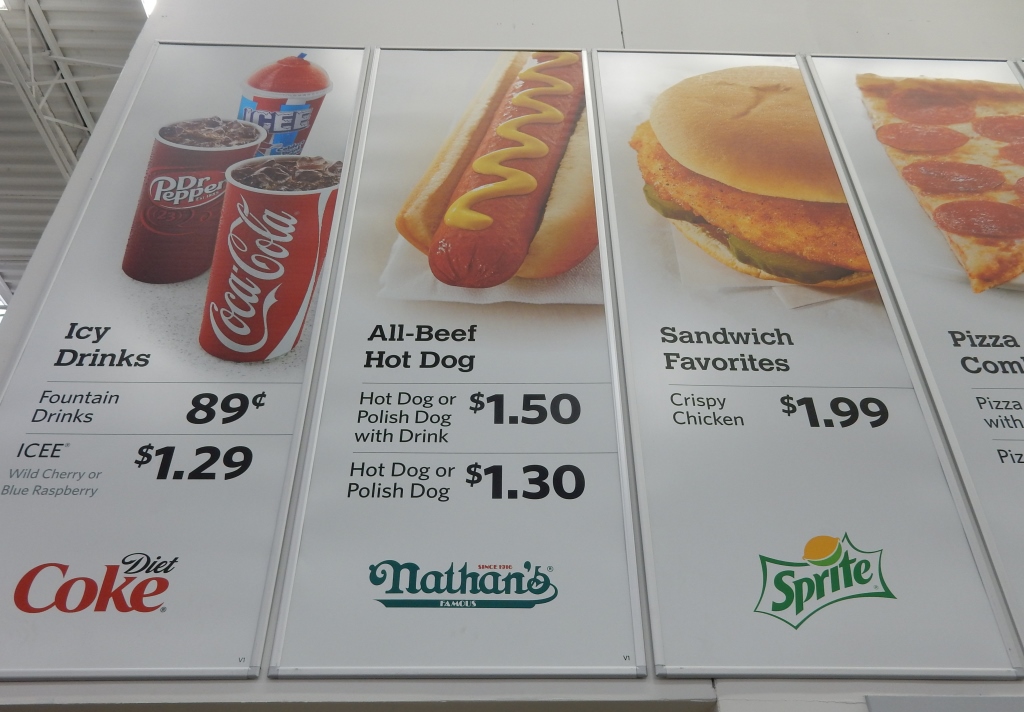 ICEE
Dr Pepper
Coca-Cola
Icy
Drinks
Fountain
Drinks
89¢
ICEE®
$1.29
Wild Cherry or
Blue Raspberry
Diet
Coke®
V1
All-Beef
Hot Dog
Hot Dog or
Polish Dog
with Drink
$1.50
Hot Dog or
Polish Dog
$1.30
SINCE 1916
Nathan's®
FAMOUS
V1
Sandwich
Favorites
Crispy
Chicken
$1.99
Sprite®
Pizza
Com
Pizza
with
Piz